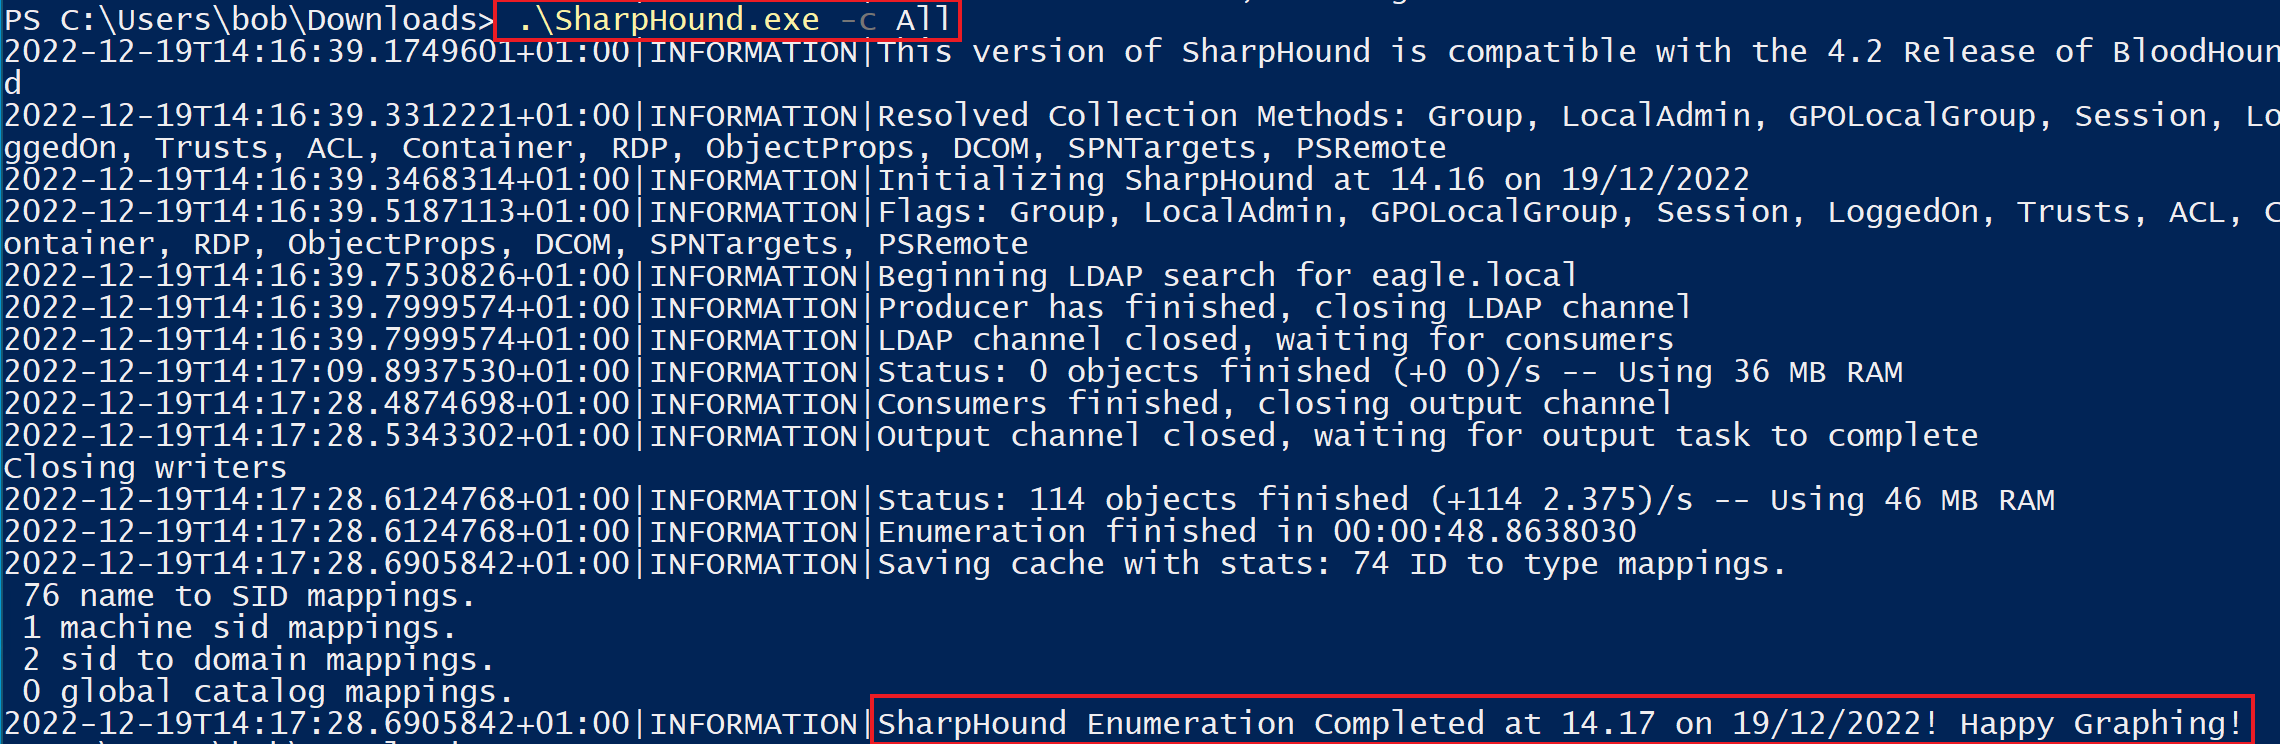 PS C:\Users\bob\Downloads> .\SharpHound.exe -c All
2022-12-19T14:16:39.1749601+01:00|INFORMATION|This version of SharpHound is compatible with the 4.2 Release of BloodHoun
d
2022-12-19T14:16:39.3312221+01:00|INFORMATION|Resolved Collection Methods: Group, LocalAdmin, GPOLocalGroup, Session, Lo
ggedOn, Trusts, ACL, Container, RDP, ObjectProps, DCOM, SPNTargets, PSRemote
2022-12-19T14:16:39.3468314+01:00|INFORMATION|Initializing SharpHound at 14.16 on 19/12/2022
2022-12-19T14:16:39.5187113+01:00|INFORMATION|Flags: Group, LocalAdmin, GPOLocalGroup, Session, LoggedOn, Trusts, ACL, C
ontainer, RDP, ObjectProps, DCOM, SPNTargets, PSRemote
2022-12-19T14:16:39.7530826+01:00|INFORMATION|Beginning LDAP search for eagle.local
2022-12-19T14:16:39.7999574+01:00|INFORMATION|Producer has finished, closing LDAP channel
2022-12-19T14:16:39.7999574+01:00|INFORMATION|LDAP channel closed, waiting for consumers
2022-12-19T14:17:09.8937530+01:00|INFORMATION|Status: 0 objects finished (+0 0)/s -- Using 36 MB RAM
2022-12-19T14:17:28.4874698+01:00|INFORMATION|Consumers finished, closing output channel
2022-12-19T14:17:28.5343302+01:00|INFORMATION|Output channel closed, waiting for output task to complete
Closing writers
2022-12-19T14:17:28.6124768+01:00|INFORMATION|Status: 114 objects finished (+114 2.375)/s -- Using 46 MB RAM
2022-12-19T14:17:28.6124768+01:00|INFORMATION|Enumeration finished in 00:00:48.8638030
2022-12-19T14:17:28.6905842+01:00|INFORMATION|Saving cache with stats: 74 ID to type mappings.
76 name to SID mappings.
1 machine sid mappings.
2 sid to domain mappings.
0 global catalog mappings.
2022-12-19T14:17:28.6905842+01:00|INFORMATION|SharpHound Enumeration Completed at 14.17 on 19/12/2022! Happy Graphing!